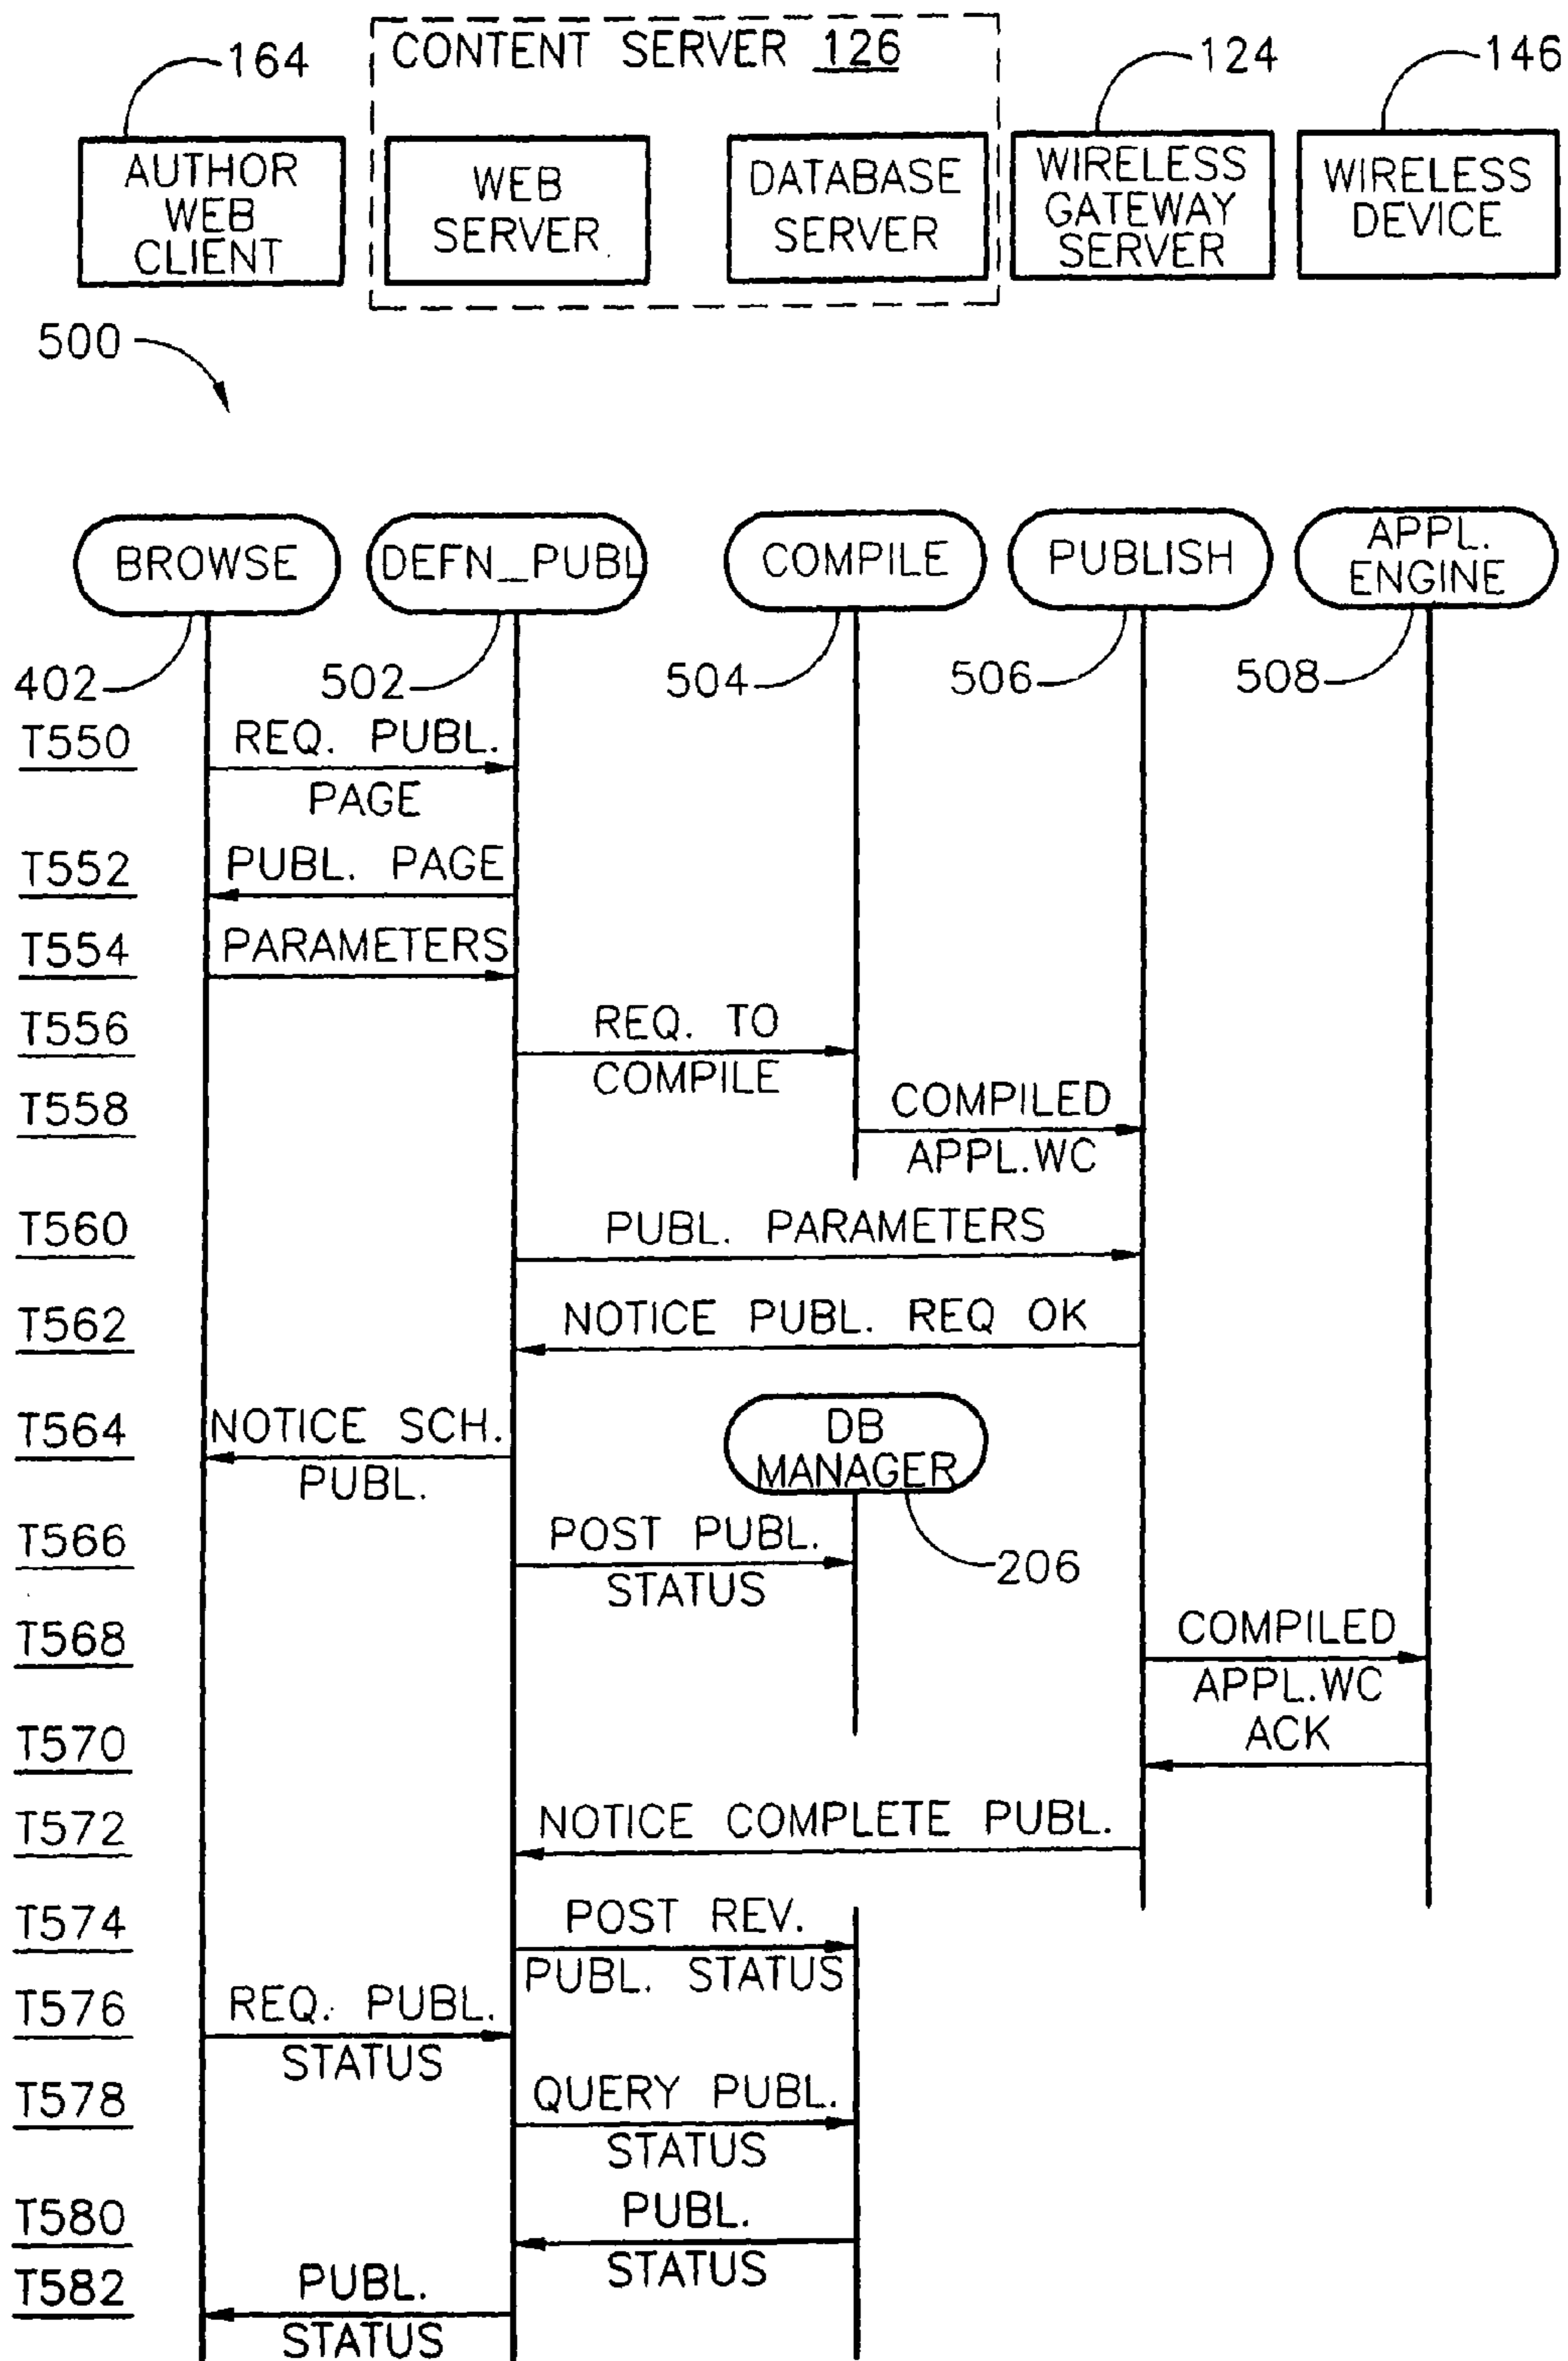 164
CONTENT SERVER 126
124
146
AUTHOR
WEB
CLIENT
WEB
SERVER
DATABASE
SERVER
WIRELESS
GATEWAY
SERVER
WIRELESS
DEVICE
500
BROWSE
DEFN_PUBL
COMPILE
PUBLISH
APPL.
ENGINE
402
502
504
506
508
T550
REQ. PUBL.
PAGE
T552
PUBL. PAGE
T554
PARAMETERS
T556
REQ. TO
COMPILE
T558
COMPILED
APPL.WC
T560
PUBL. PARAMETERS
T562
NOTICE PUBL. REQ OK
T564
NOTICE SCH.
PUBL.
DB
MANAGER
206
T566
POST PUBL.
STATUS
T568
COMPILED
APPL.WC
T570
ACK
T572
NOTICE COMPLETE PUBL.
T574
POST REV.
PUBL. STATUS
T576
REQ. PUBL.
STATUS
T578
QUERY PUBL.
STATUS
T580
PUBL.
STATUS
T582
PUBL.
STATUS